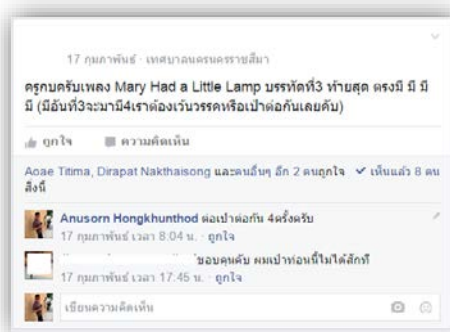 17 กุมภาพันธ์ · เทศบาลนครนครราชสีมา
ครูกบครับเพลง Mary Had a Little Lamp บรรทัดที่3 ท้ายสุด ตรงมี มี มี
มี (มีอันที่3จะมามี4เราต้องเว้นวรรคหรือเป่าต่อกันเลยคับ)
ถูกใจ ความคิดเห็น
Aoae Titima, Dirapat Nakthaisong และคนอื่นๆ อีก 2 คนถูกใจ ✓ เห็นแล้ว 8 คน
สิ่งนี้
Anusorn Hongkhunthod ต่อเป่าต่อกัน 4ครั้งครับ
17 กุมภาพันธ์ เวลา 8:04 น. · ถูกใจ
ขอบคุนคับ ผมเป่าท่อนนี้ไม่ได้สักที
17 กุมภาพันธ์ เวลา 17:45 น. · ถูกใจ
เขียนความคิดเห็น